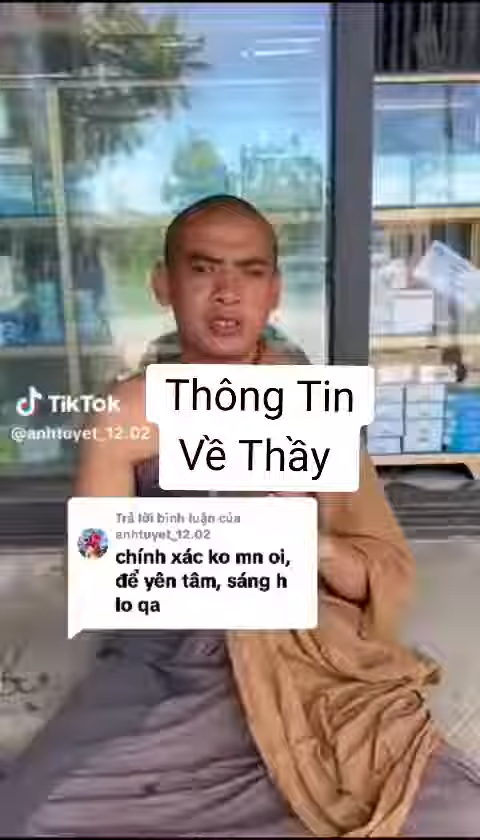 Thông Tin
Về Thầy
TikTok
@anhtuyet_12.02
Trả lời bình luận của
anhtuyet_12.02
chính xác ko mn oi,
để yên tâm, sáng h
lo qa